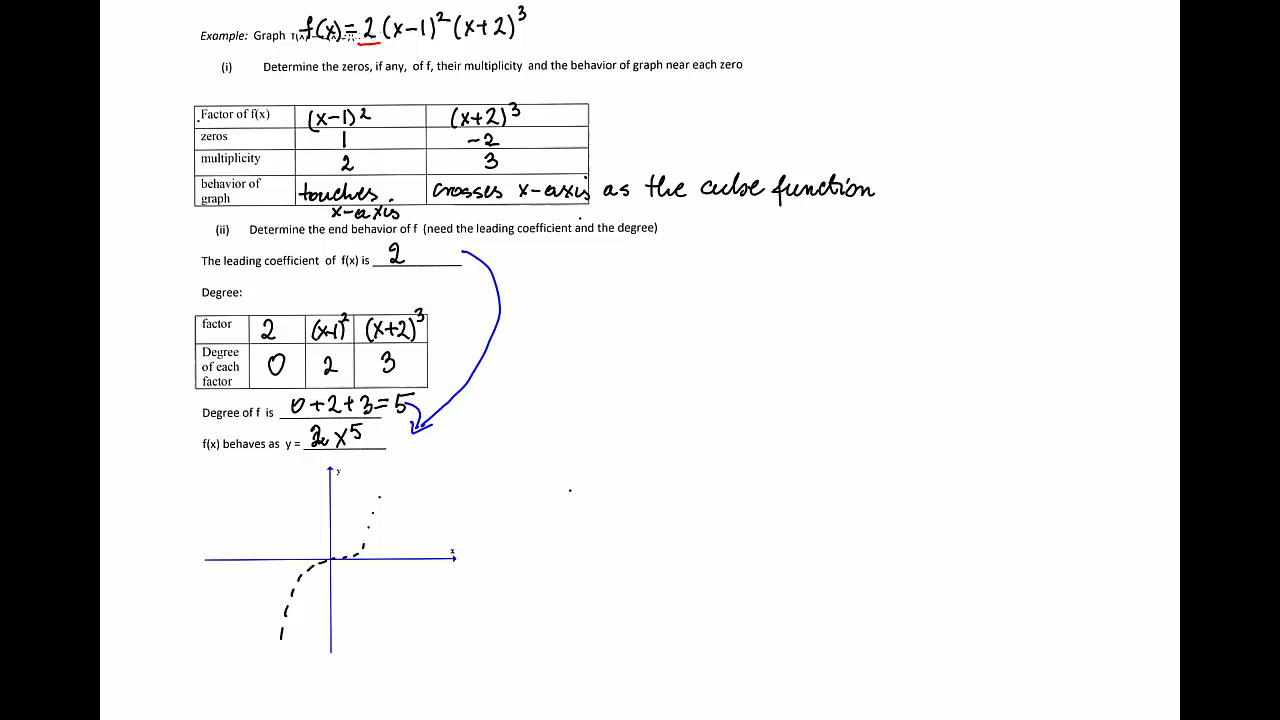 Example: Graph f(x) = 2 (x-1)² (x+2)³
(i) Determine the zeros, if any, of f, their multiplicity and the behavior of graph near each zero
Factor of f(x) (x-1)² (x+2)³
zeros 1 -2
multiplicity 2 3
behavior of graph touches x-axis crosses x-axis as the cube function
(ii) Determine the end behavior of f (need the leading coefficient and the degree)
The leading coefficient of f(x) is 2
Degree:
factor 2 (x-1)² (x+2)³
Degree of each factor 0 2 3
Degree of f is 0+2+3=5
f(x) behaves as y = 2x⁵
y
x